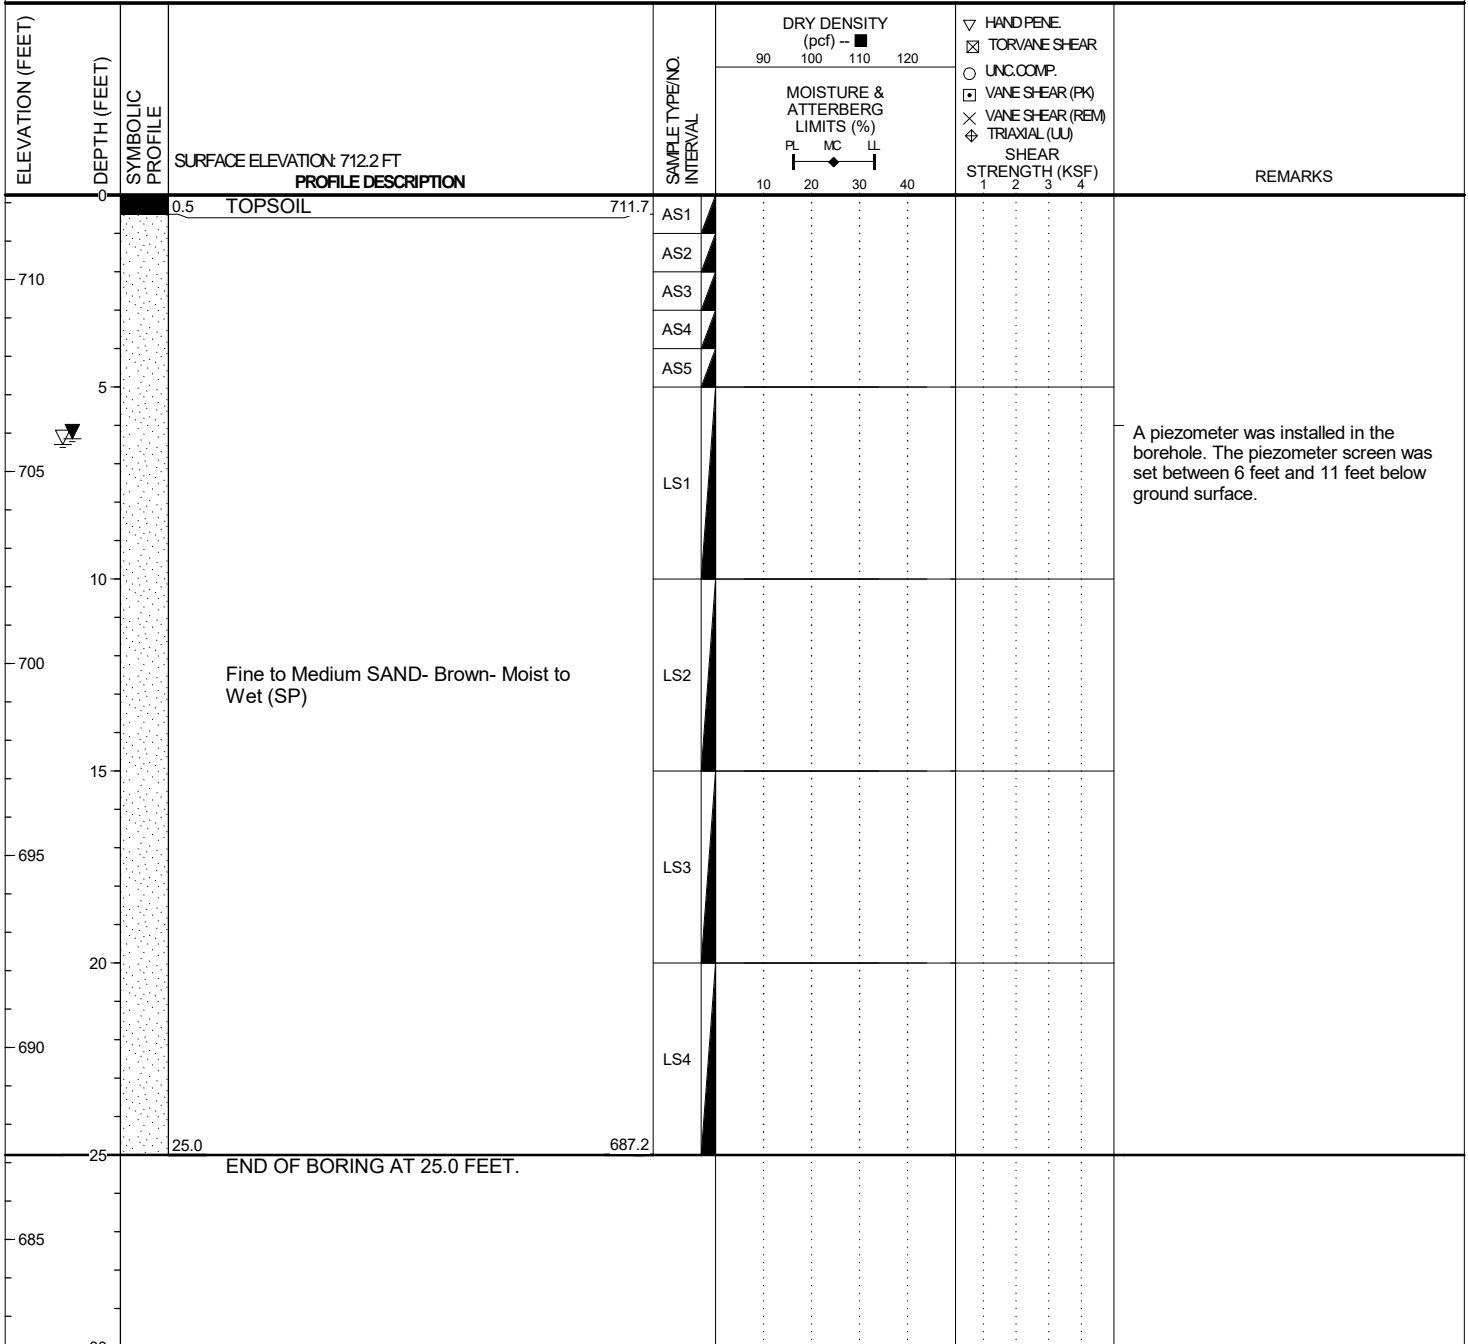 ELEVATION (FEET)
DEPTH (FEET)
SYMBOLIC
PROFILE
SURFACE ELEVATION: 712.2 FT
PROFILE DESCRIPTION
SAMPLE TYPE/NO.
INTERVAL
DRY DENSITY
(pcf) -- ■
90 100 110 120
MOISTURE &
ATTERBERG
LIMITS (%)
PL MC LL
10 20 30 40
HAND PENE.
TORVANE SHEAR
UNC.COMP.
VANE SHEAR (PK)
VANE SHEAR (REM)
TRIAXIAL (UU)
SHEAR
STRENGTH (KSF)
1 2 3 4
REMARKS
0
0.5 TOPSOIL 711.7
AS1
AS2
710
AS3
AS4
AS5
5
A piezometer was installed in the
borehole. The piezometer screen was
set between 6 feet and 11 feet below
ground surface.
705
LS1
10
700
Fine to Medium SAND- Brown- Moist to
Wet (SP)
LS2
15
695
LS3
20
690
LS4
25.0 687.2
25
END OF BORING AT 25.0 FEET.
685